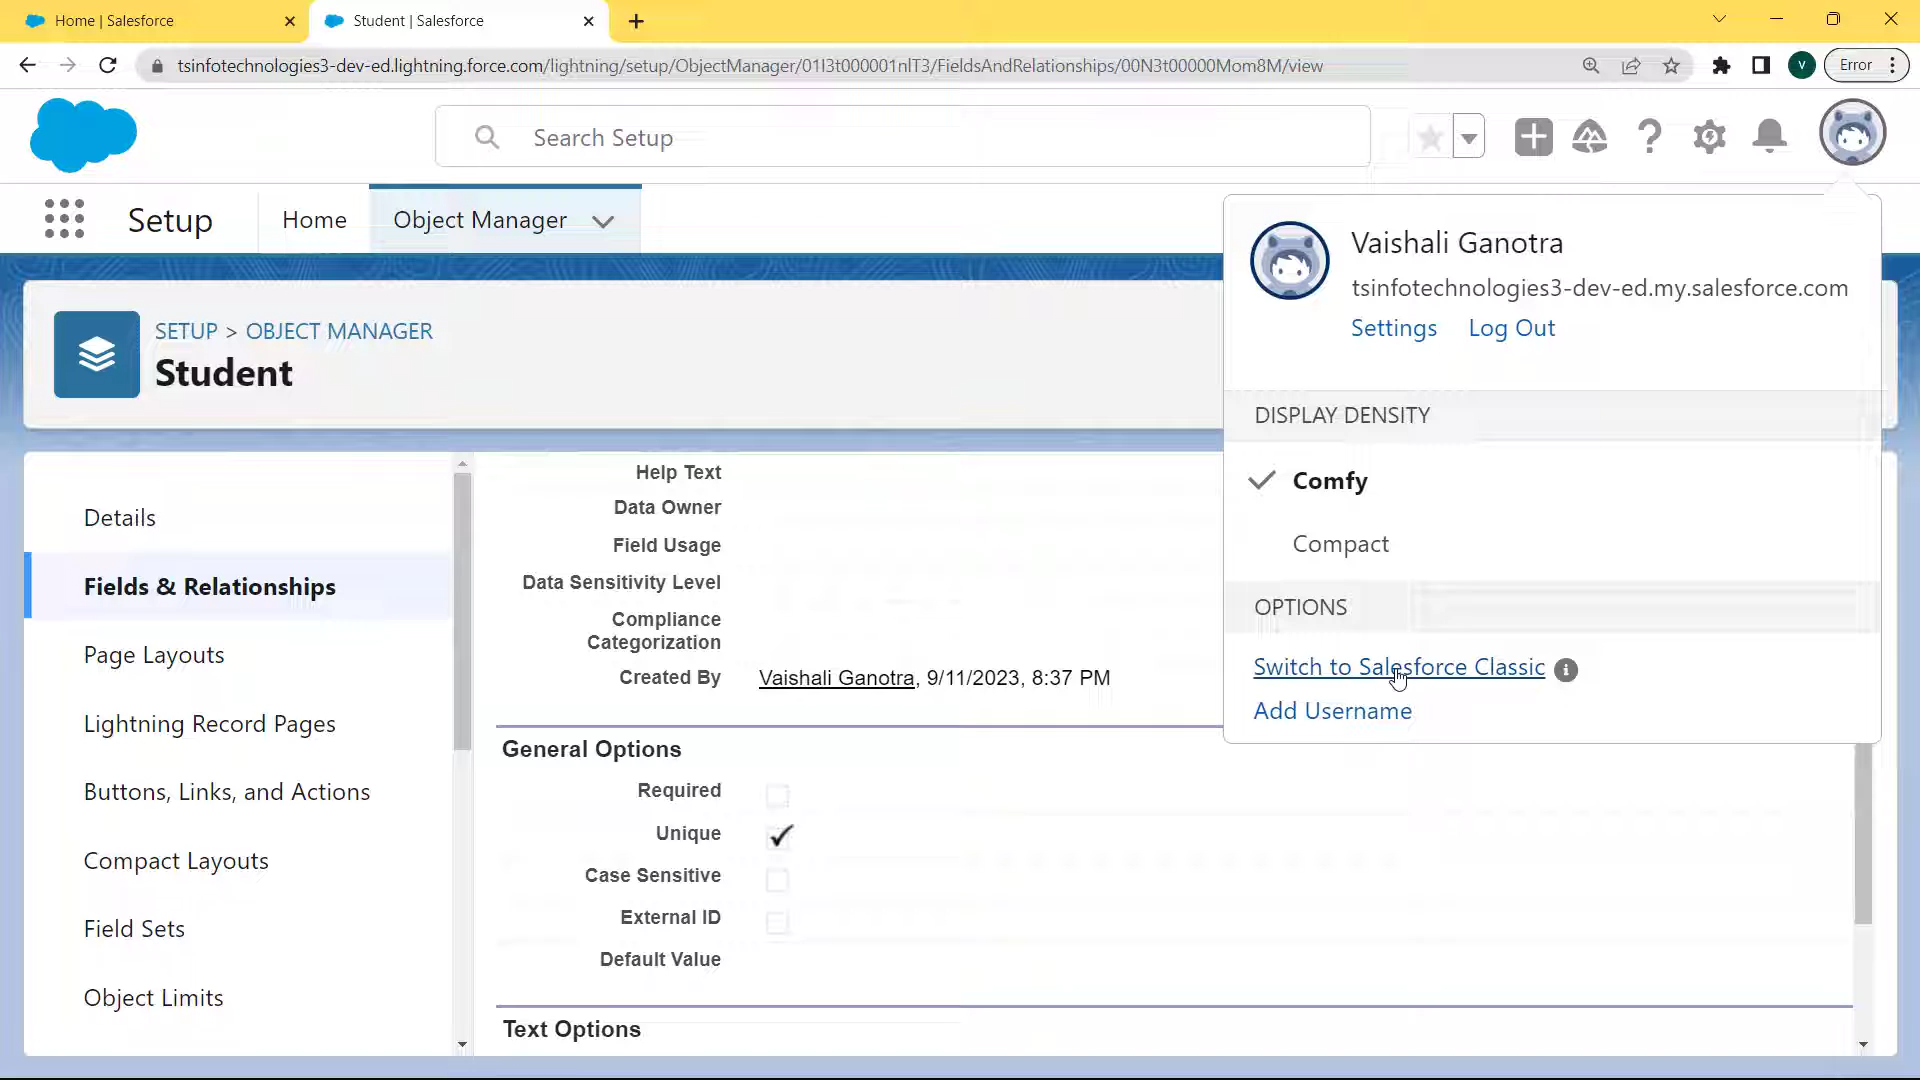 Home | Salesforce
Student | Salesforce
tsinfotechnologies3-dev-ed.lightning.force.com/lightning/setup/ObjectManager/01I3t000001nIT3/FieldsAndRelationships/00N3t00000Mom8M/view
V
Error
Search Setup
Setup
Home
Object Manager
Vaishali Ganotra
tsinfotechnologies3-dev-ed.my.salesforce.com
Settings
Log Out
SETUP > OBJECT MANAGER
Student
DISPLAY DENSITY
Comfy
Compact
OPTIONS
Switch to Salesforce Classic
Add Username
Details
Fields & Relationships
Page Layouts
Lightning Record Pages
Buttons, Links, and Actions
Compact Layouts
Field Sets
Object Limits
Help Text
Data Owner
Field Usage
Data Sensitivity Level
Compliance
Categorization
Created By Vaishali Ganotra, 9/11/2023, 8:37 PM
General Options
Required
Unique
Case Sensitive
External ID
Default Value
Text Options